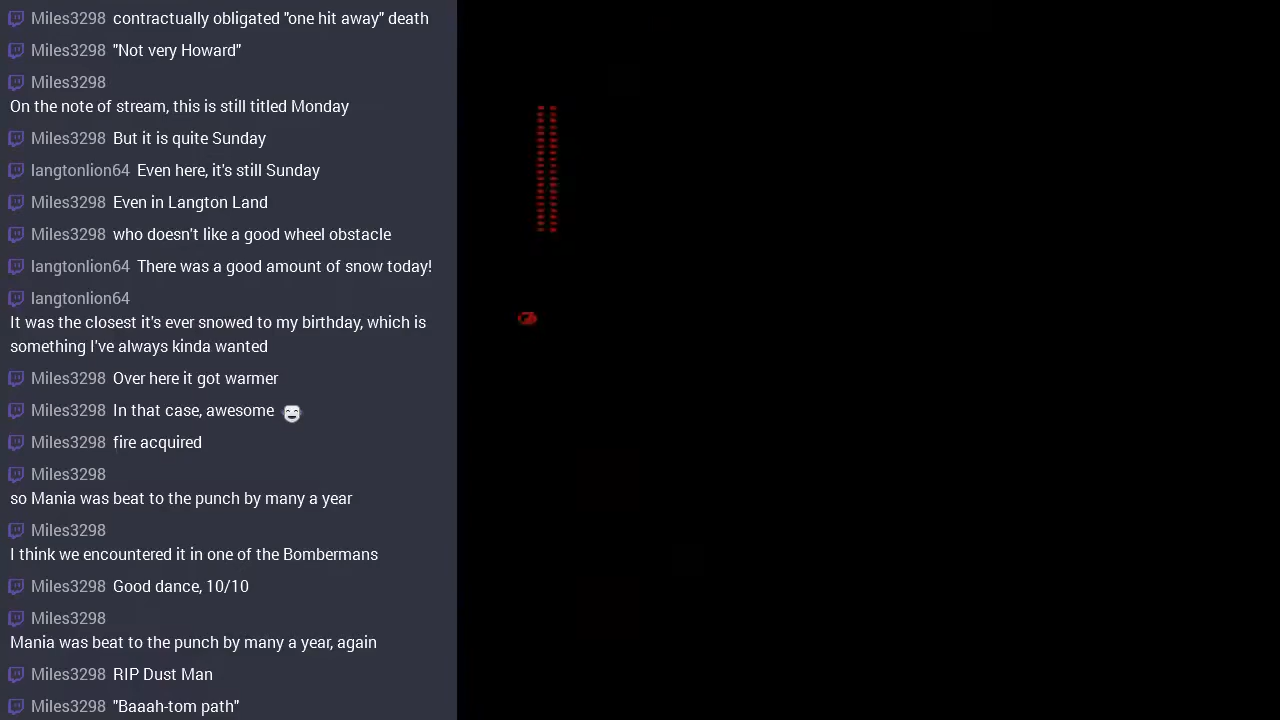 Miles3298 contractually obligated "one hit away" death
Miles3298 "Not very Howard"
Miles3298
On the note of stream, this is still titled Monday
Miles3298 But it is quite Sunday
langtonlion64 Even here, it's still Sunday
Miles3298 Even in Langton Land
Miles3298 who doesn't like a good wheel obstacle
langtonlion64 There was a good amount of snow today!
langtonlion64
It was the closest it's ever snowed to my birthday, which is
something I've always kinda wanted
Miles3298 Over here it got warmer
Miles3298 In that case, awesome
Miles3298 fire acquired
Miles3298
so Mania was beat to the punch by many a year
Miles3298
I think we encountered it in one of the Bombermans
Miles3298 Good dance, 10/10
Miles3298
Mania was beat to the punch by many a year, again
Miles3298 RIP Dust Man
Miles3298 "Baaah-tom path"